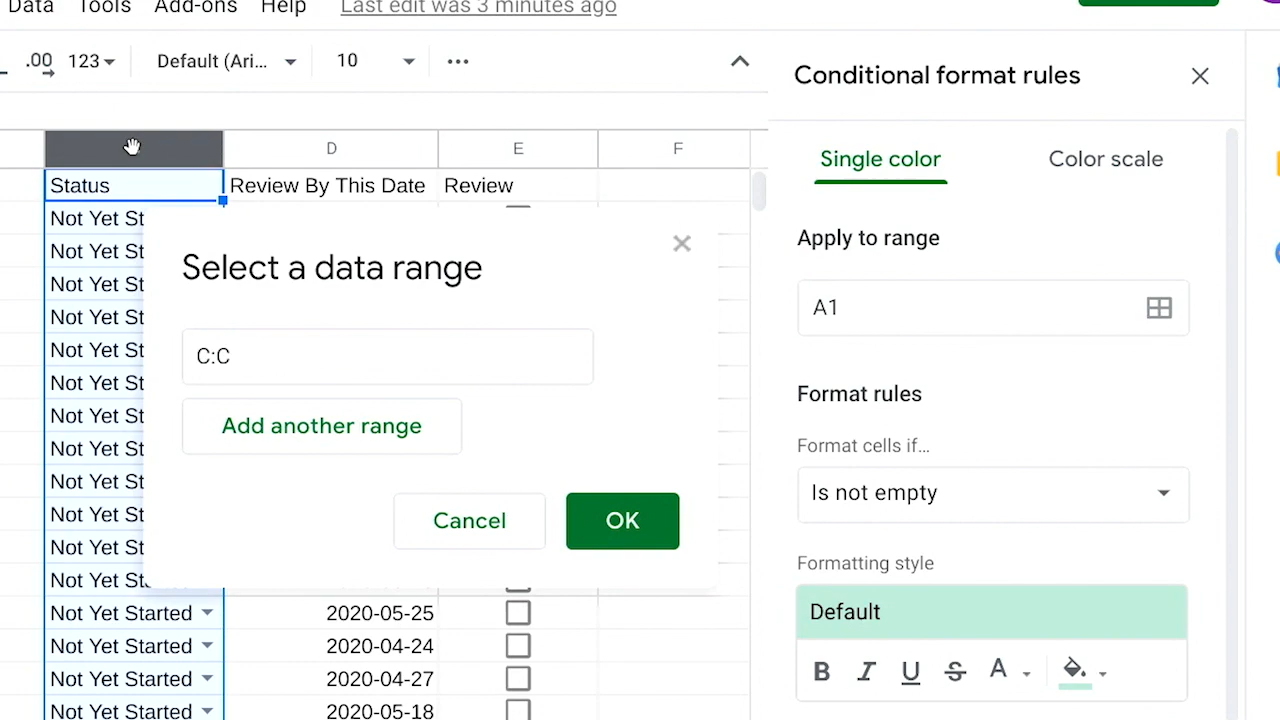 Data Tools Add-ons Help Last edit was 3 minutes ago
.00 123 Default (Ari... 10
Conditional format rules
Single color Color scale
D E F
Status Review By This Date Review
Not Yet St
Not Yet St
Not Yet St
Not Yet St
Not Yet St
Not Yet St
Not Yet St
Not Yet St
Not Yet St
Not Yet St
Not Yet St
Not Yet St
Not Yet Started 2020-05-25
Not Yet Started 2020-04-24
Not Yet Started 2020-04-27
Not Yet Started 2020-05-18
Select a data range
C:C
Add another range
Cancel OK
Apply to range
A1
Format rules
Format cells if…
Is not empty
Formatting style
Default
B I U S A